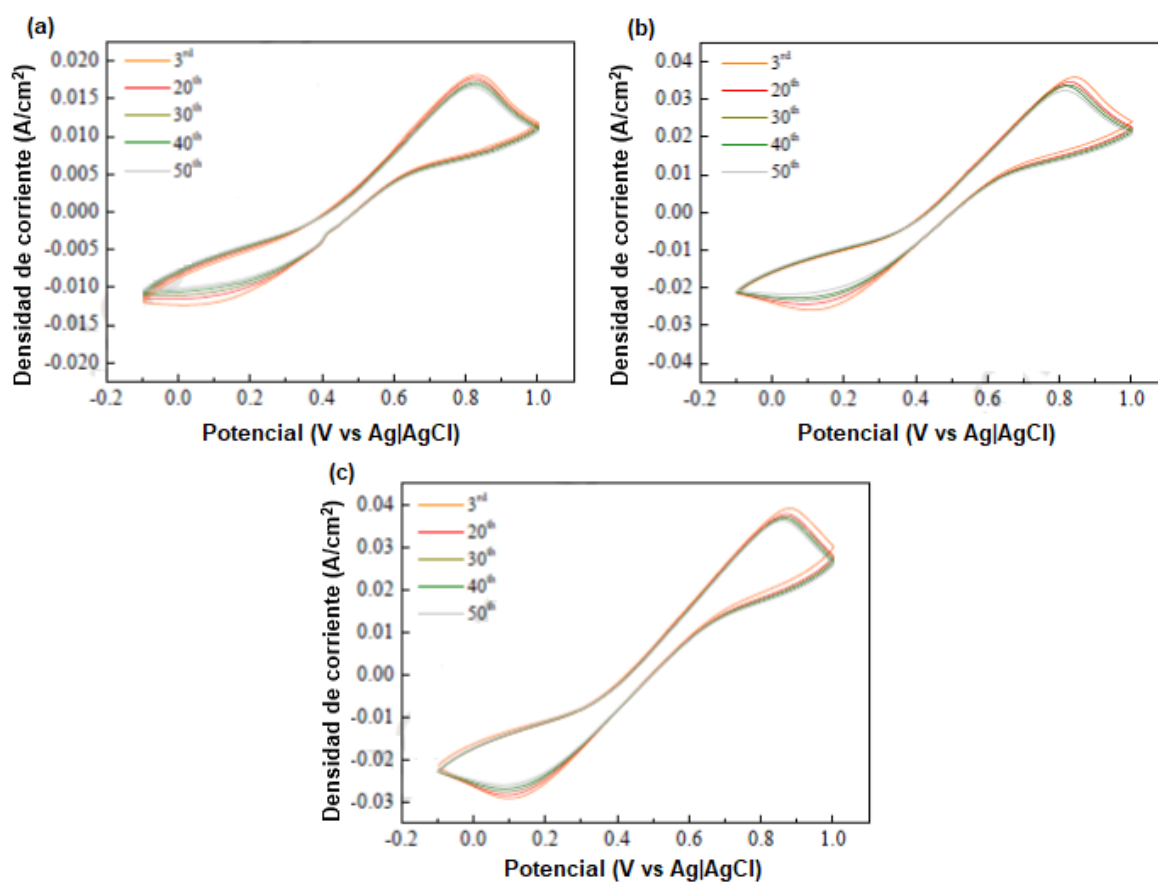 (a)
3rd
20th
30th
40th
50th
0.020
0.015
0.010
0.005
0.000
-0.005
-0.010
-0.015
-0.020
Densidad de corriente (A/cm²)
-0.2 0.0 0.2 0.4 0.6 0.8 1.0
Potencial (V vs Ag|AgCl)
(b)
3rd
20th
30th
40th
50th
0.04
0.03
0.02
0.01
0.00
-0.01
-0.02
-0.03
-0.04
Densidad de corriente (A/cm²)
-0.2 0.0 0.2 0.4 0.6 0.8 1.0
Potencial (V vs Ag|AgCl)
(c)
3rd
20th
30th
40th
50th
0.04
0.03
0.02
0.01
0.00
-0.01
-0.02
-0.03
Densidad de corriente (A/cm²)
-0.2 0.0 0.2 0.4 0.6 0.8 1.0
Potencial (V vs Ag|AgCl)